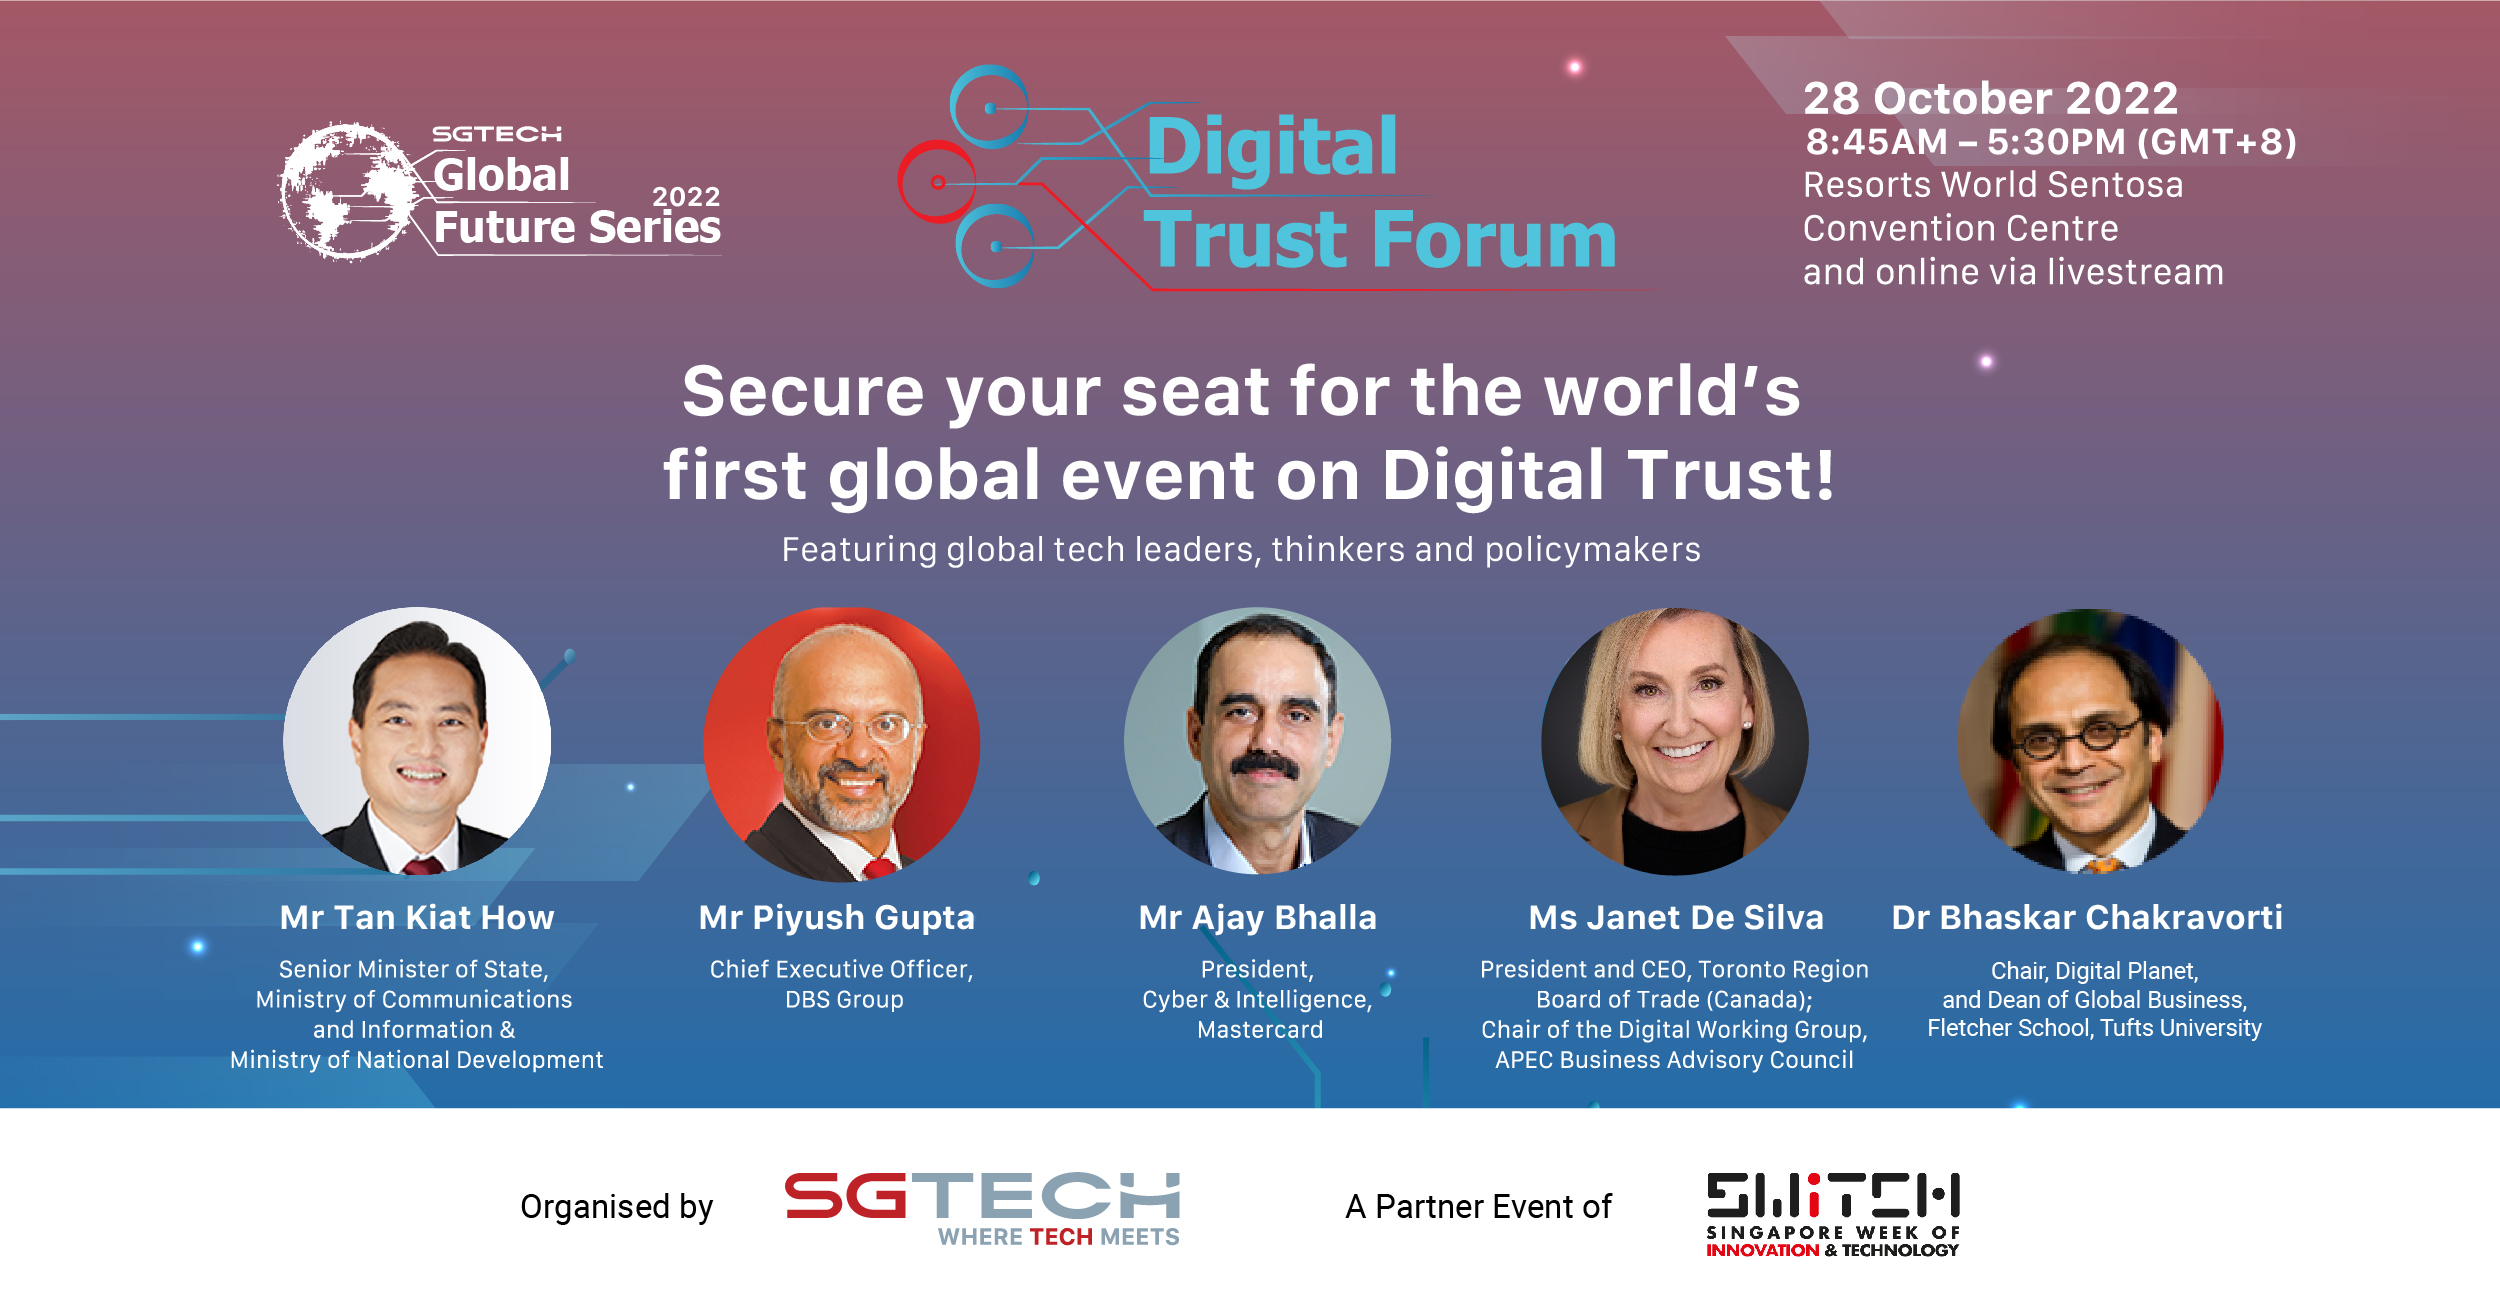 SGTECH
Global
Future Series
2022
Digital
Trust Forum
28 October 2022
8:45AM – 5:30PM (GMT+8)
Resorts World Sentosa
Convention Centre
and online via livestream
Secure your seat for the world’s
first global event on Digital Trust!
Featuring global tech leaders, thinkers and policymakers
Mr Tan Kiat How
Senior Minister of State,
Ministry of Communications
and Information &
Ministry of National Development
Mr Piyush Gupta
Chief Executive Officer,
DBS Group
Mr Ajay Bhalla
President,
Cyber & Intelligence,
Mastercard
Ms Janet De Silva
President and CEO, Toronto Region
Board of Trade (Canada);
Chair of the Digital Working Group,
APEC Business Advisory Council
Dr Bhaskar Chakravorti
Chair, Digital Planet,
and Dean of Global Business,
Fletcher School, Tufts University
Organised by
SGTECH
WHERE TECH MEETS
A Partner Event of
SWiTCH
SINGAPORE WEEK OF
INNOVATION & TECHNOLOGY